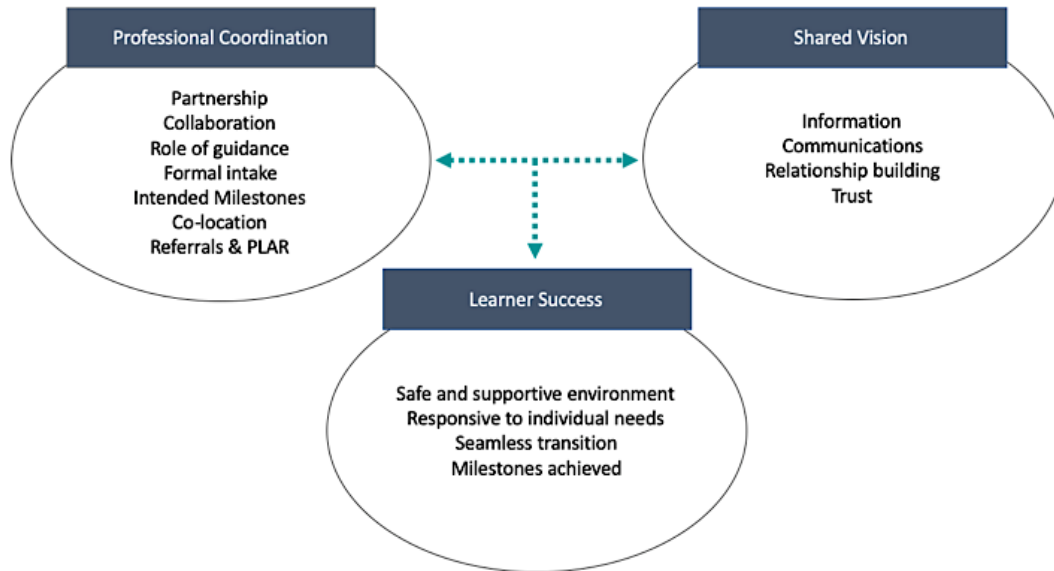 Professional Coordination
Partnership
Collaboration
Role of guidance
Formal intake
Intended Milestones
Co-location
Referrals & PLAR
Shared Vision
Information
Communications
Relationship building
Trust
Learner Success
Safe and supportive environment
Responsive to individual needs
Seamless transition
Milestones achieved